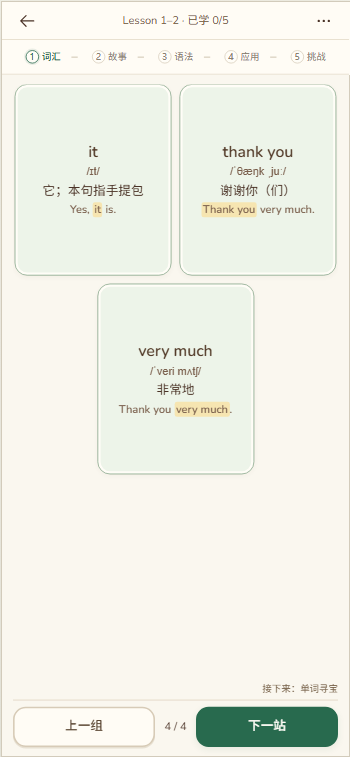 Lesson 1–2 · 已学 0/5
1 词汇 – 2 故事 – 3 语法 – 4 应用 – 5 挑战
it
/ɪt/
它；本句指手提包
Yes, it is.
thank you
/ˈθæŋk juː/
谢谢你（们）
Thank you very much.
very much
/ˈveri mʌtʃ/
非常地
Thank you very much.
接下来：单词寻宝
上一组
4 / 4
下一站